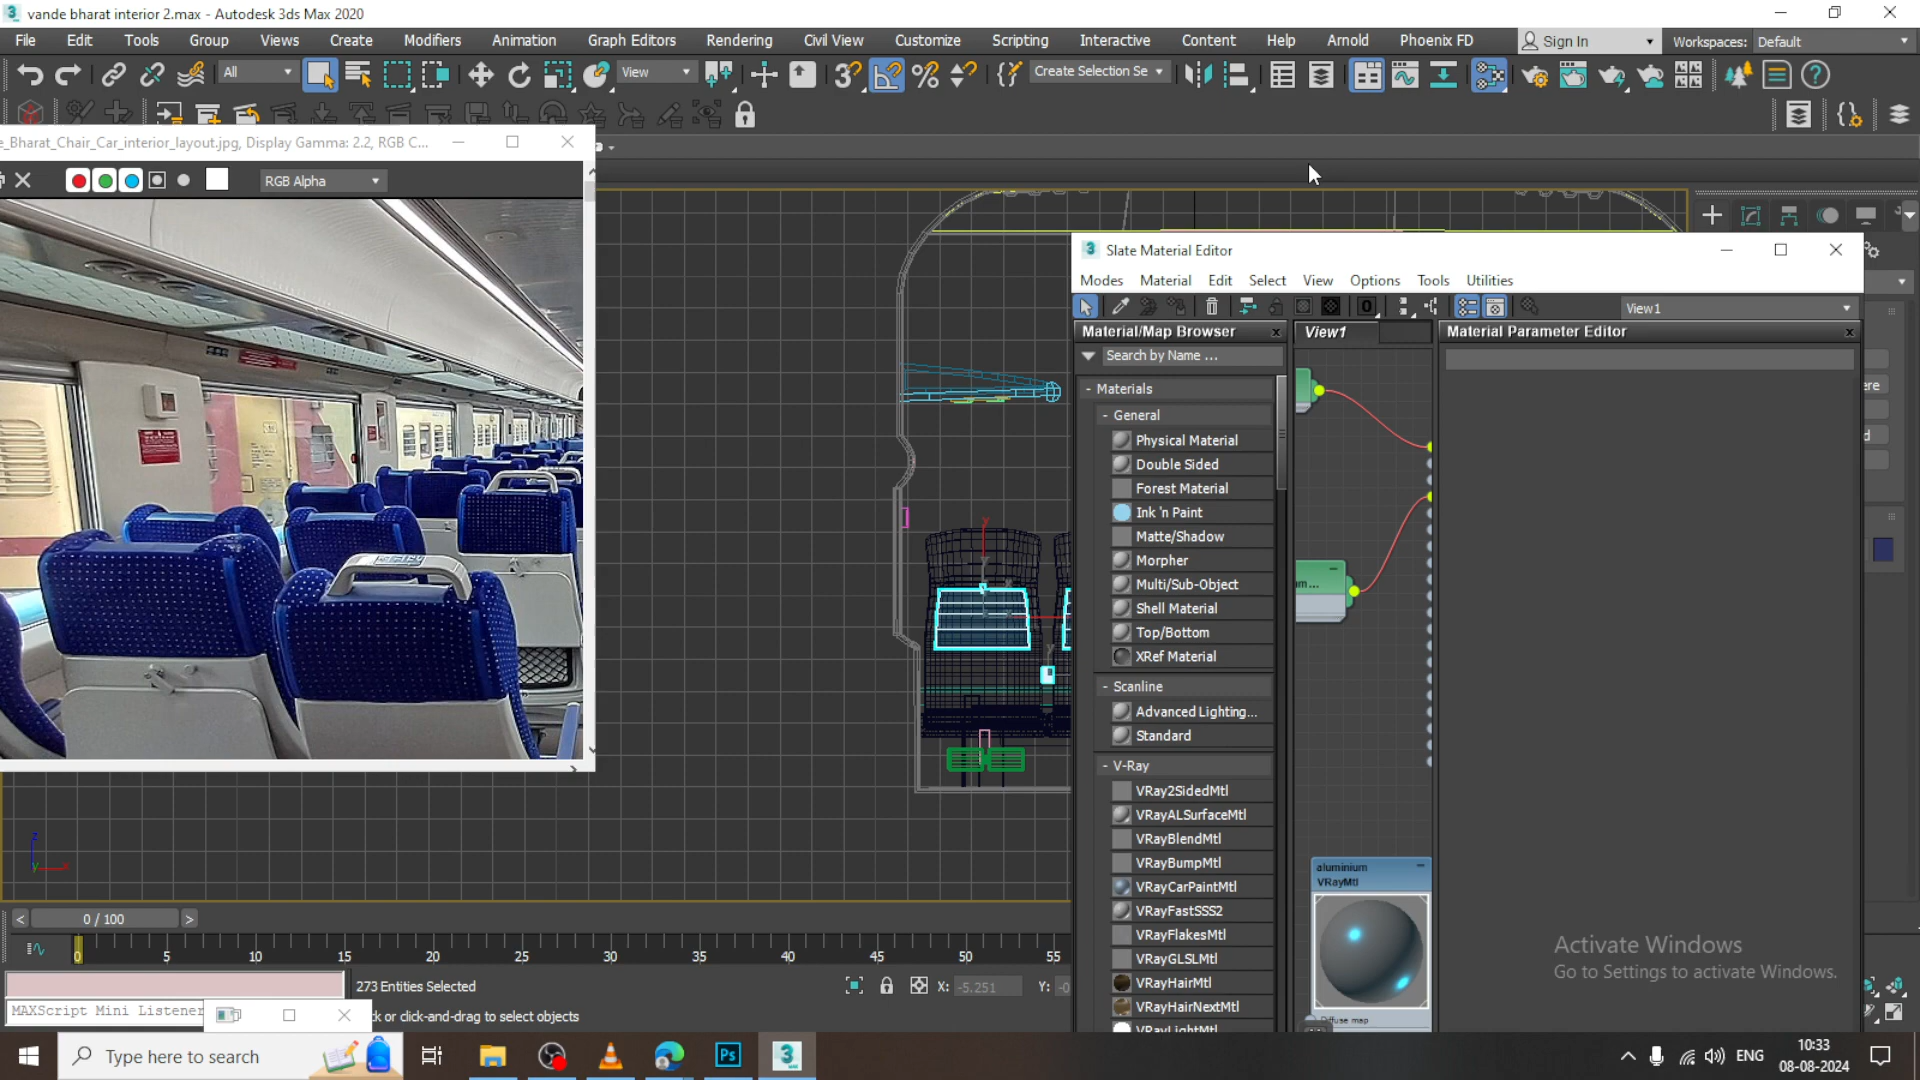 vande bharat interior 2.max - Autodesk 3ds Max 2020
File Edit Tools Group Views Create Modifiers Animation Graph Editors Rendering Civil View Customize Scripting Interactive Content Help Arnold Phoenix FD Sign In Workspaces: Default
All View Create Selection Se
e_Bharat_Chair_Car_interior_layout.jpg, Display Gamma: 2.2, RGB C...
RGB Alpha
Slate Material Editor
Modes Material Edit Select View Options Tools Utilities
View1
Material/Map Browser
View1
Material Parameter Editor
Search by Name ...
- Materials
- General
Physical Material
Double Sided
Forest Material
Ink 'n Paint
Matte/Shadow
Morpher
Multi/Sub-Object
Shell Material
Top/Bottom
XRef Material
- Scanline
Advanced Lighting...
Standard
- V-Ray
VRay2SidedMtl
VRayALSurfaceMtl
VRayBlendMtl
VRayBumpMtl
VRayCarPaintMtl
VRayFastSSS2
VRayFlakesMtl
VRayGLSLMtl
VRayHairMtl
VRayHairNextMtl
VRayLightMtl
aluminium
VRayMtl
Diffuse map
Activate Windows
Go to Settings to activate Windows.
z
y
x
< 0 / 100 >
0 5 10 15 20 25 30 35 40 45 50 55
273 Entities Selected
X: -5.251 Y: -0
MAXScript Mini Listener
ck or click-and-drag to select objects
Type here to search
Ps
3
ENG
10:33
08-08-2024